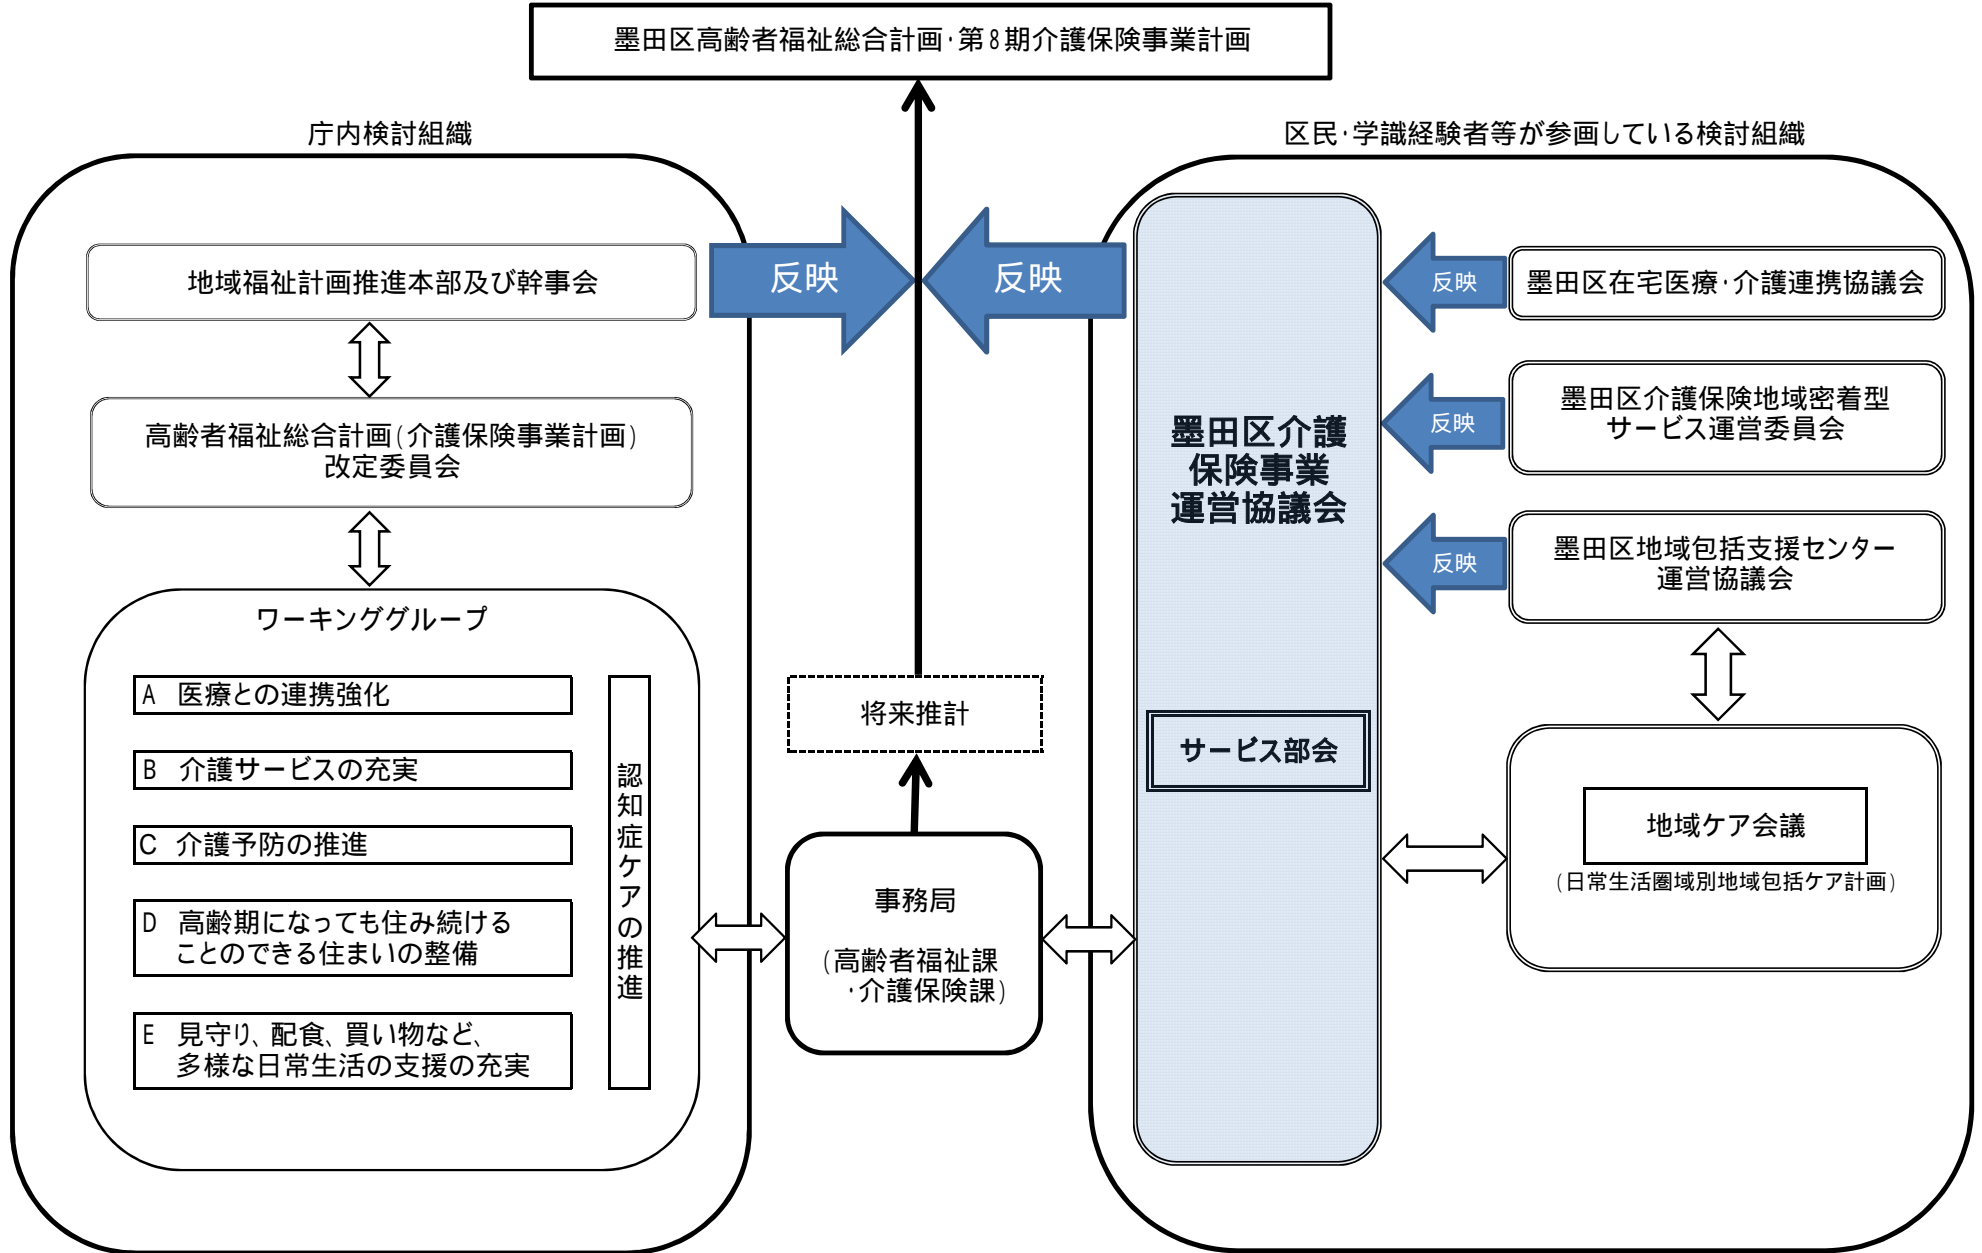 墨田区高齢者福祉総合計画・第8期介護保険事業計画
庁内検討組織
地域福祉計画推進本部及び幹事会
高齢者福祉総合計画(介護保険事業計画)
改定委員会
ワーキンググループ
A 医療との連携強化
B 介護サービスの充実
C 介護予防の推進
D 高齢期になっても住み続ける
ことのできる住まいの整備
E 見守り、配食、買い物など、
多様な日常生活の支援の充実
認知症ケアの推進
反映
反映
将来推計
事務局
(高齢者福祉課
・介護保険課)
区民・学識経験者等が参画している検討組織
墨田区介護
保険事業
運営協議会
サービス部会
反映
墨田区在宅医療・介護連携協議会
反映
墨田区介護保険地域密着型
サービス運営委員会
反映
墨田区地域包括支援センター
運営協議会
地域ケア会議
(日常生活圏域別地域包括ケア計画)